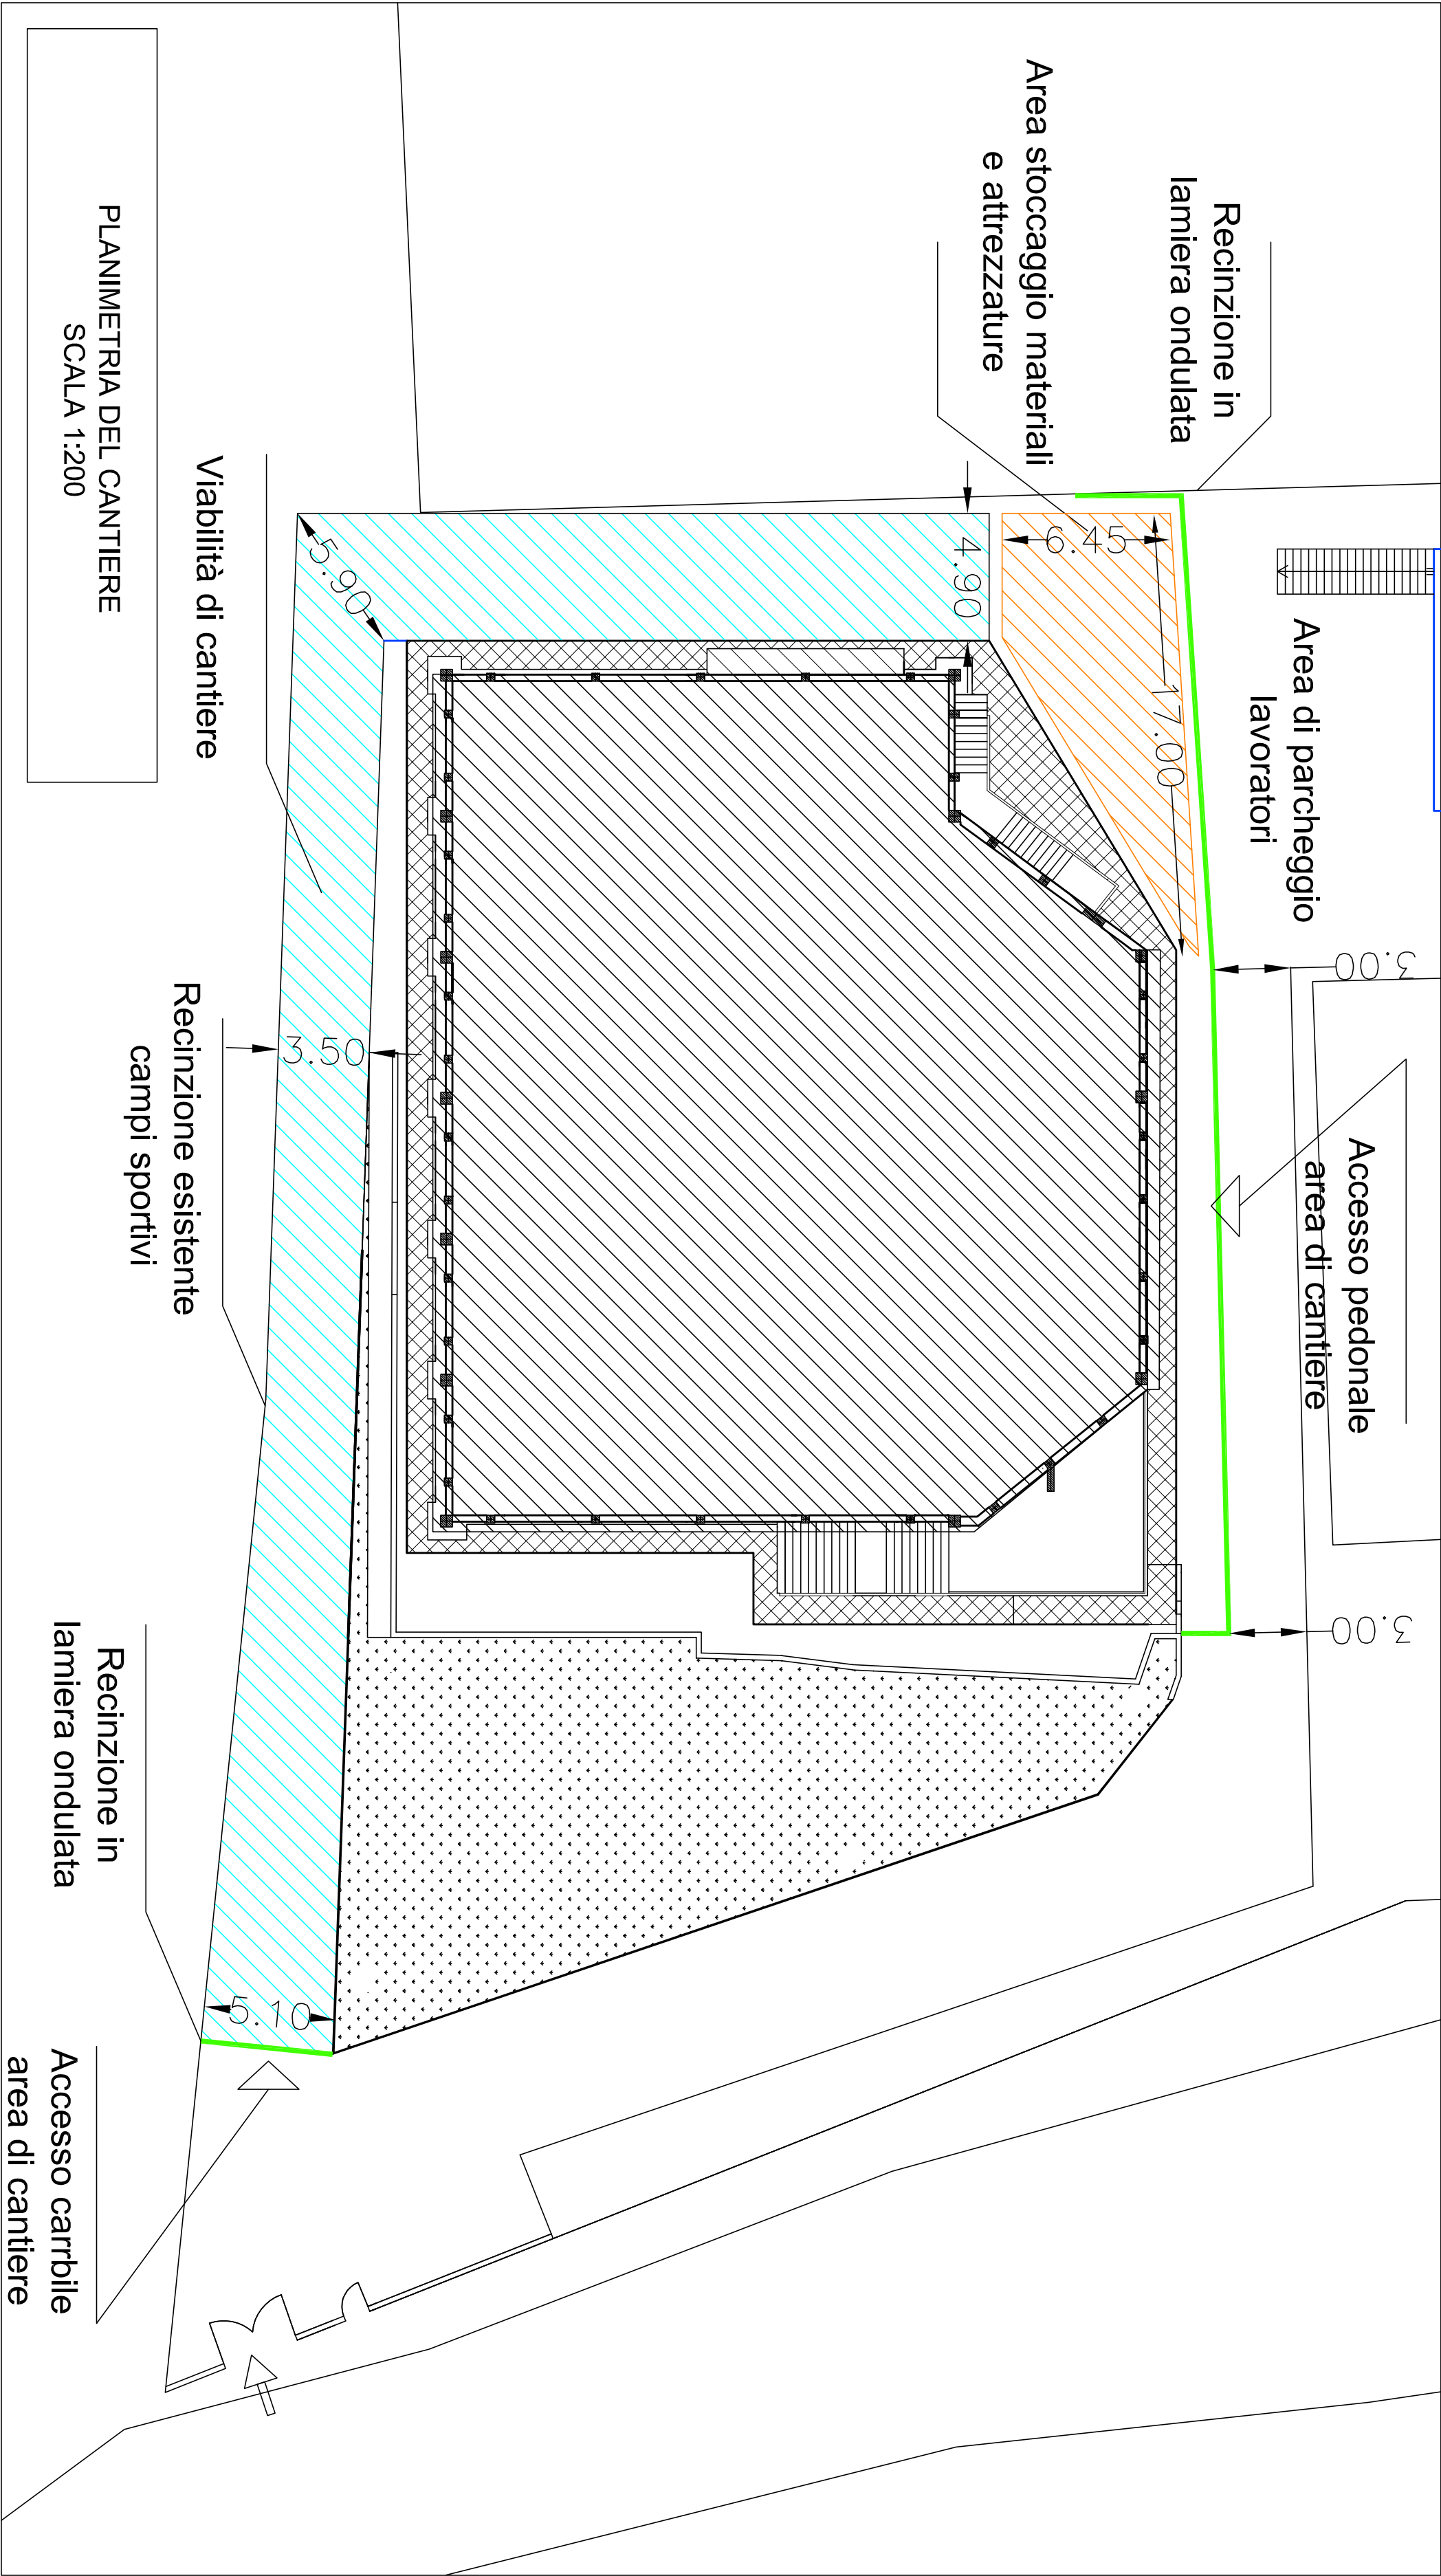 Recinzione in
lamiera ondulata
Area stoccaggio materiali
e attrezzature
Area di parcheggio
lavoratori
Accesso pedonale
area di cantiere
3.00
3.00
17.00
6.45
4.90
5.90
3.50
5.10
Viabilità di cantiere
Recinzione esistente
campi sportivi
Recinzione in
lamiera ondulata
Accesso carrbile
area di cantiere
PLANIMETRIA DEL CANTIERE
SCALA 1:200